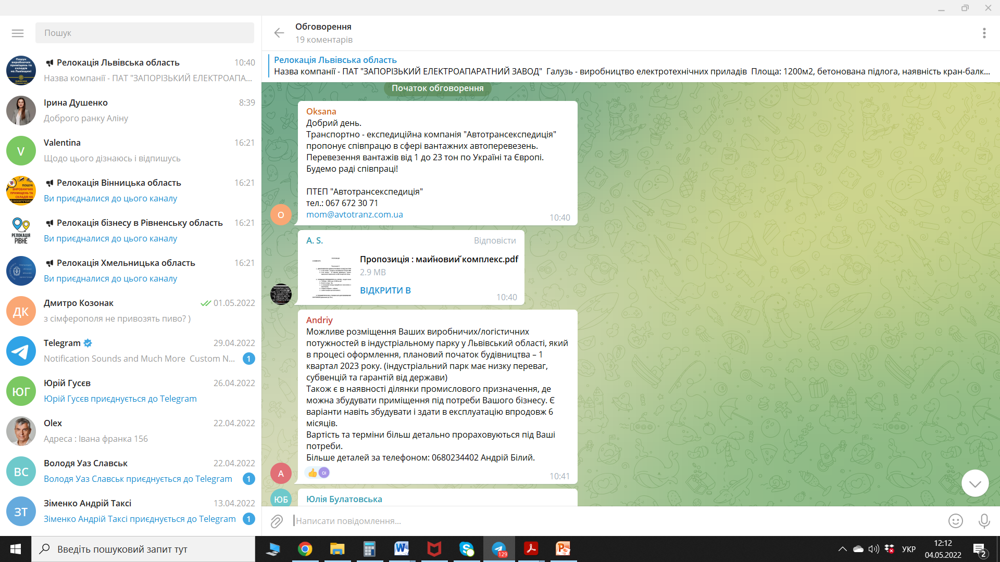 Пошук
Релокація Львівська область 10:40
Назва компанії - ПАТ "ЗАПОРІЗЬКИЙ ЕЛЕКТРОАПА...
Ірина Душенко 8:39
Доброго ранку Аліну
V
Valentina 16:21
Щодо цього дізнаюсь і відпишусь
Релокація Вінницька область 16:21
Ви приєдналися до цього каналу
РЕЛОКАЦІЯ
РІВНЕ
Релокація бізнесу в Рівненську область 16:21
Ви приєдналися до цього каналу
Релокація Хмельницька область 16:21
Ви приєдналися до цього каналу
ДК
Дмитро Козонак 01.05.2022
з сімферополя не привозять пиво? )
Telegram 29.04.2022
Notification Sounds and Much More Custom N... 1
ЮГ
Юрій Гусєв 26.04.2022
Юрій Гусєв приєднується до Telegram
Olex 22.04.2022
Адреса : Івана франка 156
ВС
Володя Уаз Славськ 22.04.2022
Володя Уаз Славськ приєднується до Telegram 1
ЗТ
Зіменко Андрій Таксі 13.04.2022
Зіменко Андрій Таксі приєднується до Telegram 1
Обговорення
19 коментарів
Релокація Львівська область
Назва компанії - ПАТ "ЗАПОРІЗЬКИЙ ЕЛЕКТРОАПАРАТНИЙ ЗАВОД" Галузь - виробництво електротехнічних приладів Площа: 1200м2, бетонована підлога, наявність кран-балк...
Початок обговорення
Oksana
Добрий день.
Транспортно - експедиційна компанія "Автотрансекспедиція"
пропонує співпрацю в сфері вантажних автоперевезень.
Перевезення вантажів від 1 до 23 тон по Україні та Європі.
Будемо раді співпраці!
ПТЕП "Автотрансекспедиція"
тел.: 067 672 30 71
mom@avtotranz.com.ua
10:40
O
A. S. Відповісти
Пропозиція : майновий комплекс.pdf
2.9 MB
ВІДКРИТИ В
10:40
Andriy
Можливе розміщення Ваших виробничих/логістичних
потужностей в індустріальному парку у Львівський області, який
в процесі оформлення, плановий початок будівництва – 1
квартал 2023 року. (індустріальний парк має низку переваг,
субвенцій та гарантій від держави)
Також є в наявності ділянки промислового призначення, де
можна збудувати приміщення під потреби Вашого бізнесу. Є
варіанти навіть збудувати і здати в експлуатацію впродовж 6
місяців.
Вартість та терміни більш детально прораховуються під Ваші
потреби.
Більше деталей за телефоном: 0680234402 Андрій Білий.
👍 OI
10:41
A
ЮБ
Юлія Булатовська
Написати повідомлення...
Введіть пошуковий запит тут
129
УКР
12:12
04.05.2022
2